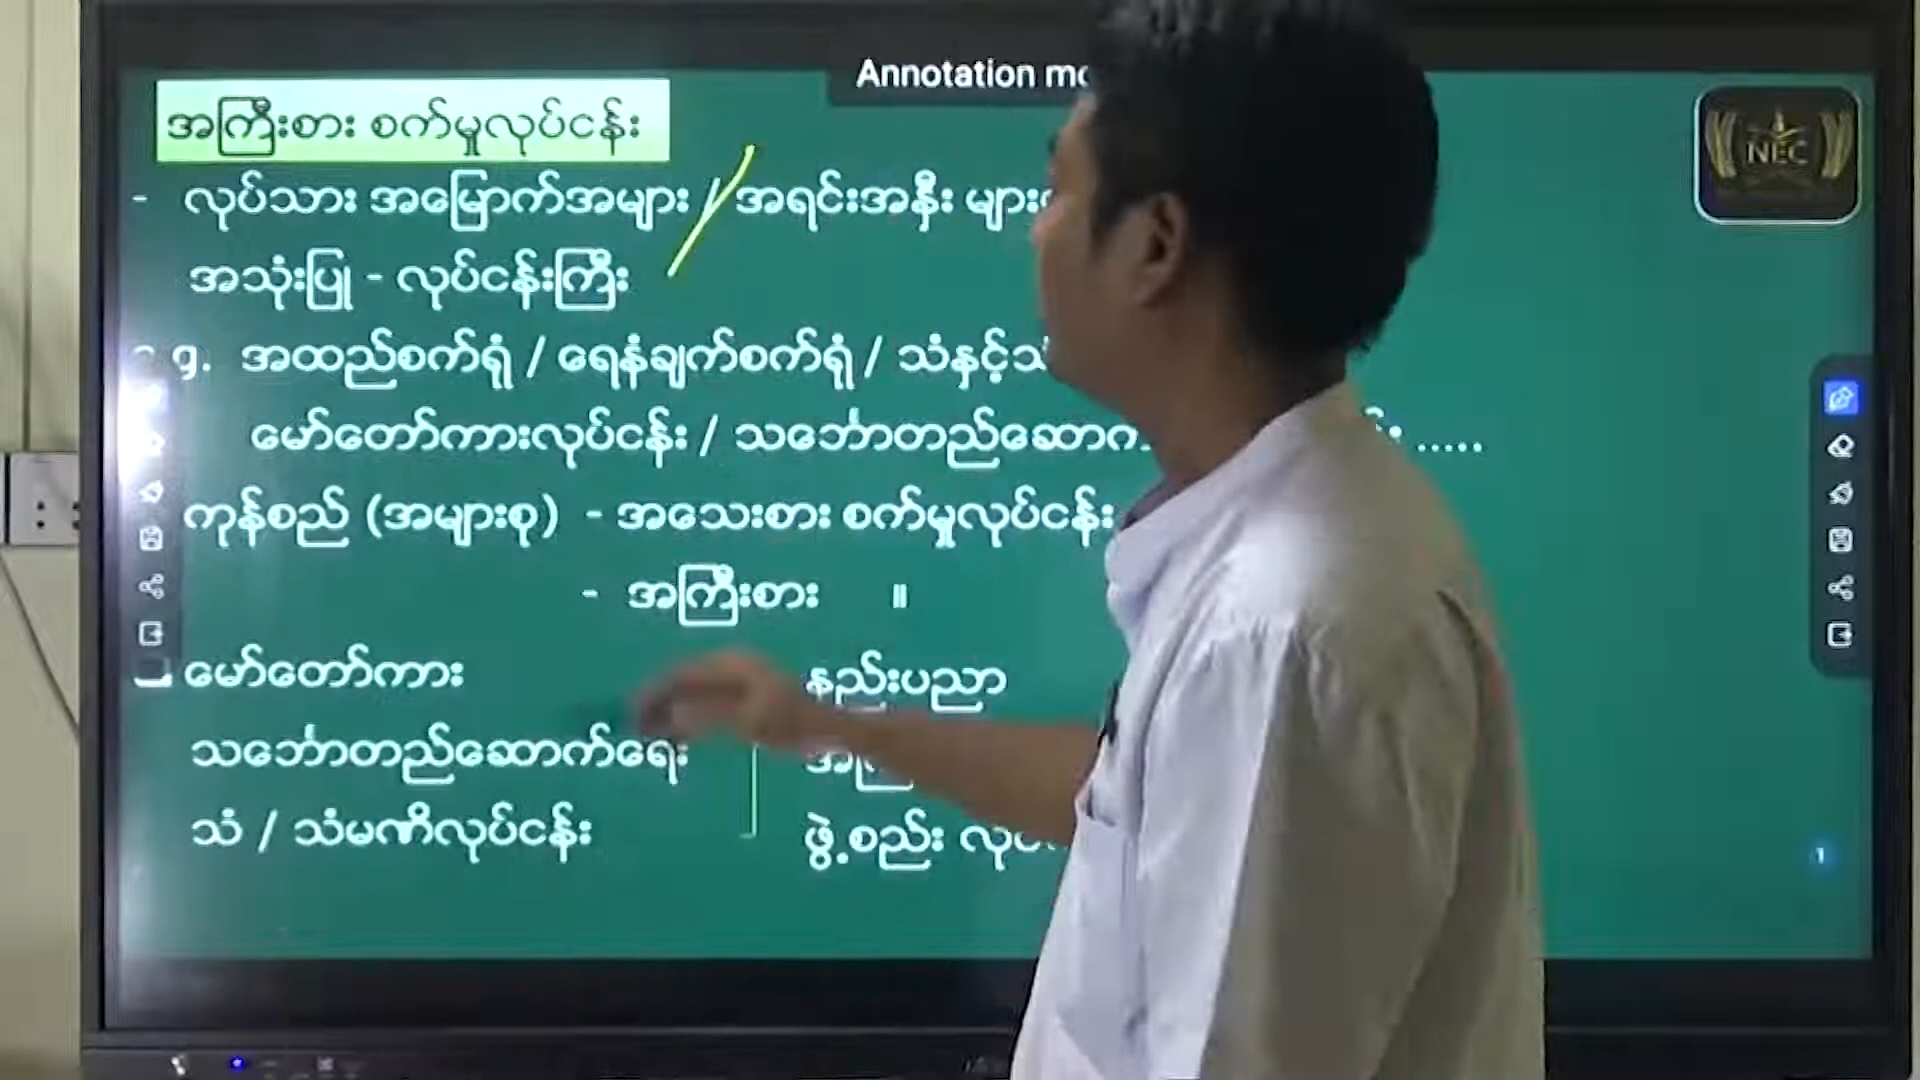 Annotation
NEC
အကြီးစား စက်မှုလုပ်ငန်း
- လုပ်သား အမြောက်အများ / အရင်းအနှီး များ
အသုံးပြု - လုပ်ငန်းကြီး
g. အထည်စက်ရုံ / ရေနံချက်စက်ရုံ / သံနှင့်
မော်တော်ကားလုပ်ငန်း / သင်္ဘောတည်ဆောက် .....
ကုန်စည် (အများစု) - အသေးစား စက်မှုလုပ်ငန်း
- အကြီးစား ။
မော်တော်ကား နည်းပညာ
သင်္ဘောတည်ဆောက်ရေး
သံ / သံမဏိလုပ်ငန်း ဖွဲ့စည်း
1